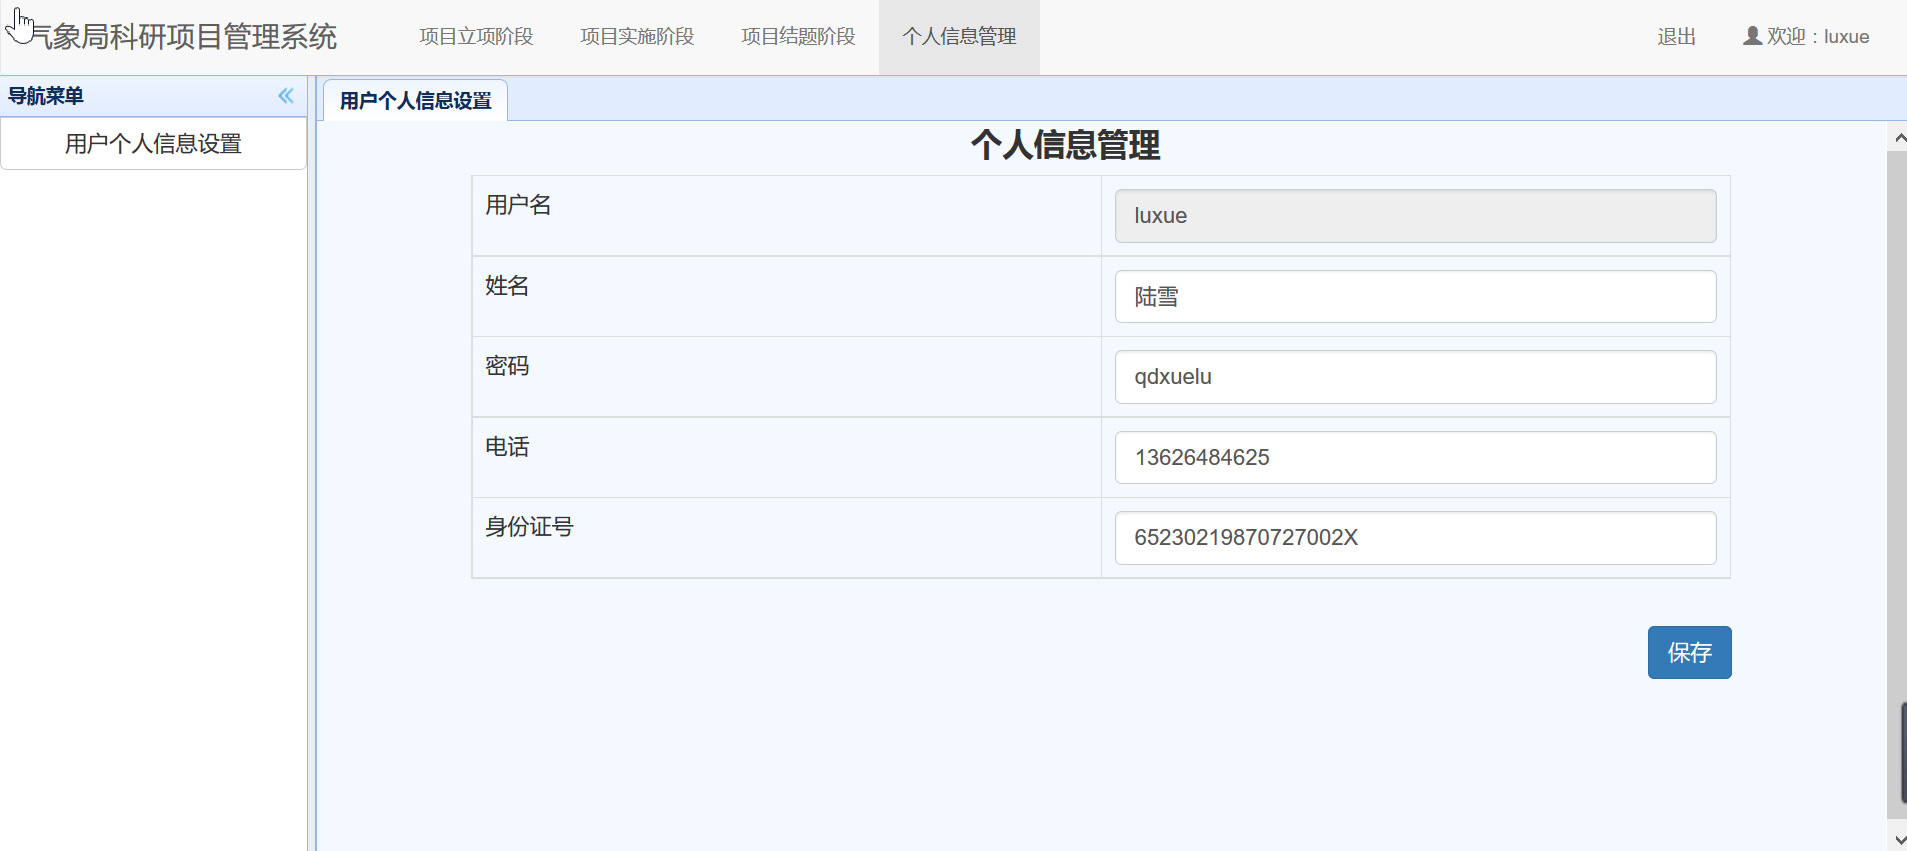 气象局科研项目管理系统 项目立项阶段 项目实施阶段 项目结题阶段 个人信息管理 退出 欢迎：luxue
导航菜单
用户个人信息设置
用户个人信息设置
个人信息管理
用户名 luxue
姓名 陆雪
密码 qdxuelu
电话 13626484625
身份证号 65230219870727002X
保存